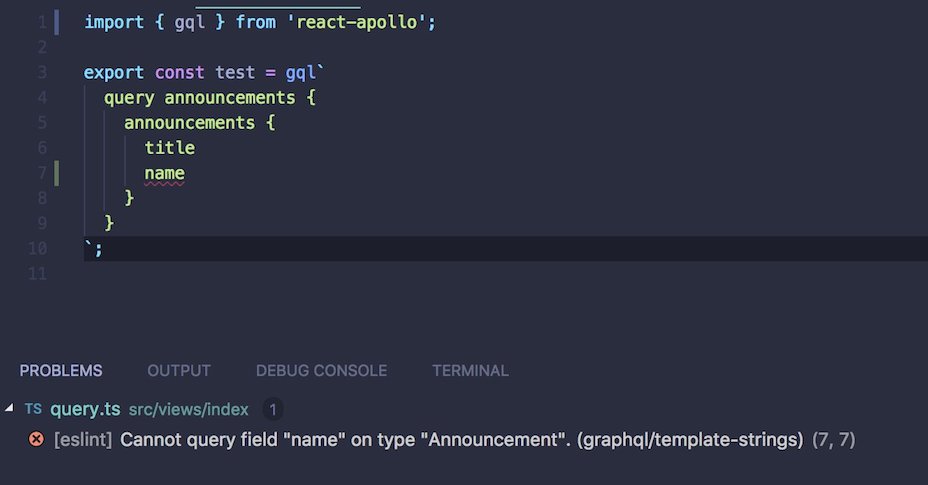 1 import { gql } from 'react-apollo';
2
3 export const test = gql`
4 query announcements {
5 announcements {
6 title
7 name
8 }
9 }
10 `;
11
PROBLEMS OUTPUT DEBUG CONSOLE TERMINAL
TS query.ts src/views/index 1
[eslint] Cannot query field "name" on type "Announcement". (graphql/template-strings) (7, 7)